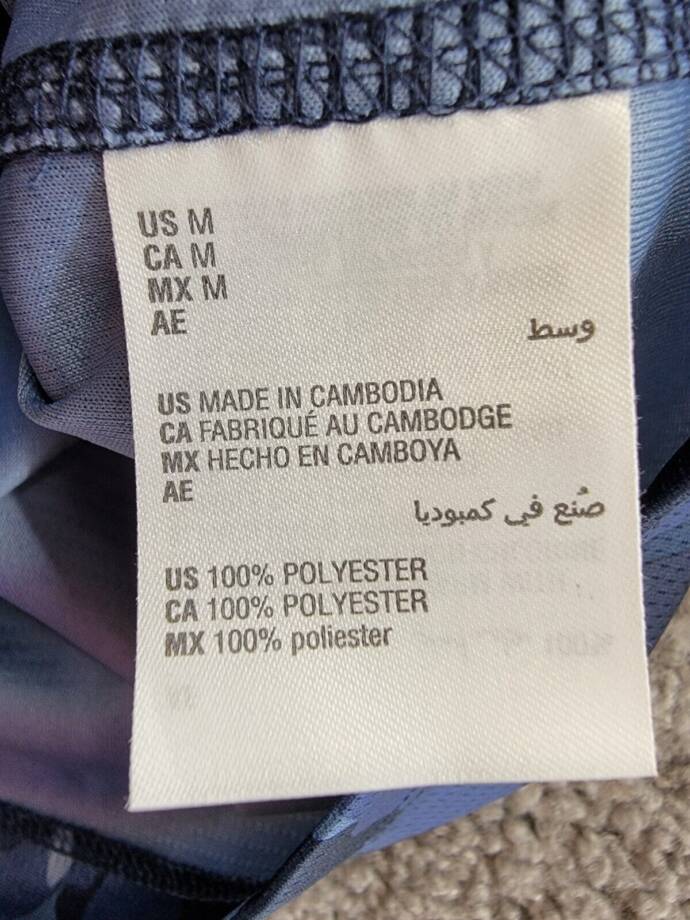 US M
CA M
MX M
AE
وسط
US MADE IN CAMBODIA
CA FABRIQUÉ AU CAMBODGE
MX HECHO EN CAMBOYA
AE
صُنع في كمبوديا
US 100% POLYESTER
CA 100% POLYESTER
MX 100% poliester